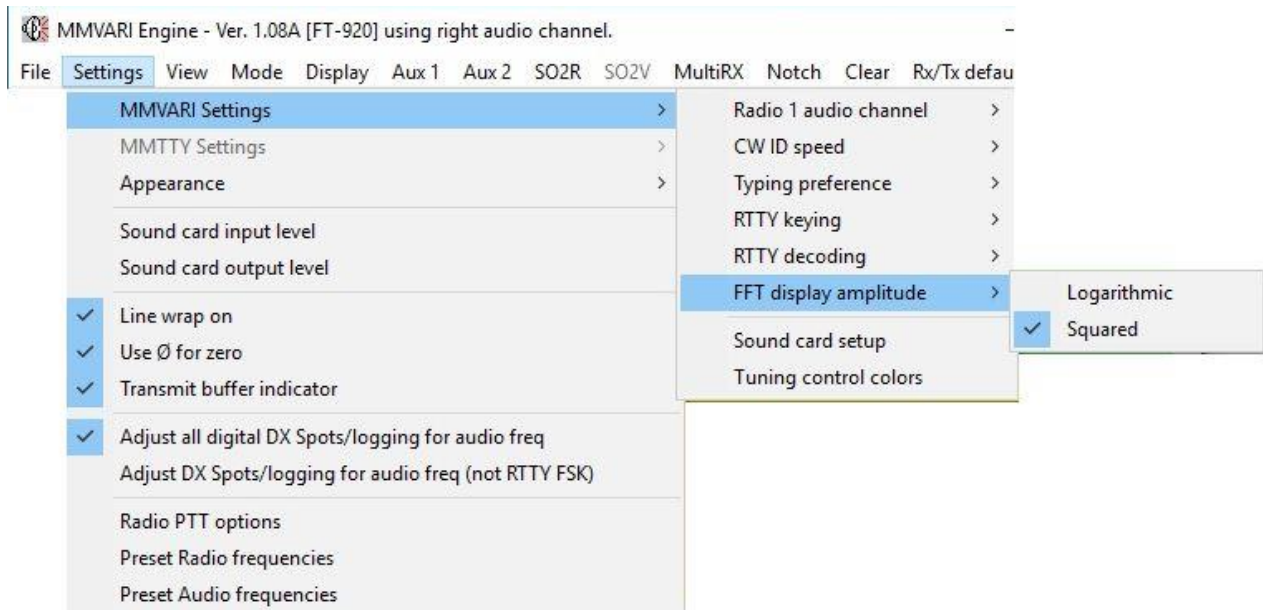 MMVARI Engine - Ver. 1.08A [FT-920] using right audio channel.
File Settings View Mode Display Aux 1 Aux 2 SO2R SO2V MultiRX Notch Clear Rx/Tx defau
MMVARI Settings
MMTTY Settings
Appearance
Sound card input level
Sound card output level
Line wrap on
Use Ø for zero
Transmit buffer indicator
Adjust all digital DX Spots/logging for audio freq
Adjust DX Spots/logging for audio freq (not RTTY FSK)
Radio PTT options
Preset Radio frequencies
Preset Audio frequencies
Radio 1 audio channel
CW ID speed
Typing preference
RTTY keying
RTTY decoding
FFT display amplitude
Sound card setup
Tuning control colors
Logarithmic
Squared